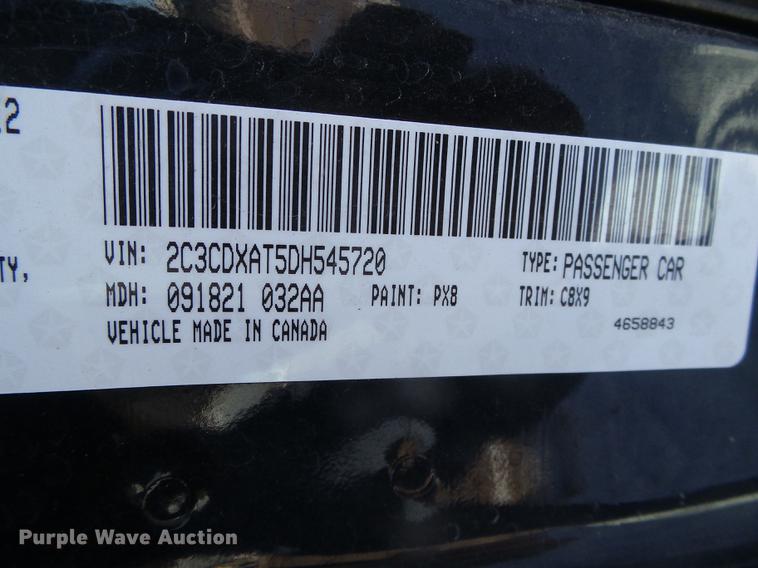 2
VIN: 2C3CDXAT5DH545720 TYPE: PASSENGER CAR
TY,
MDH: 091821 032AA PAINT: PX8 TRIM: C8X9
VEHICLE MADE IN CANADA 4658843
Purple Wave Auction